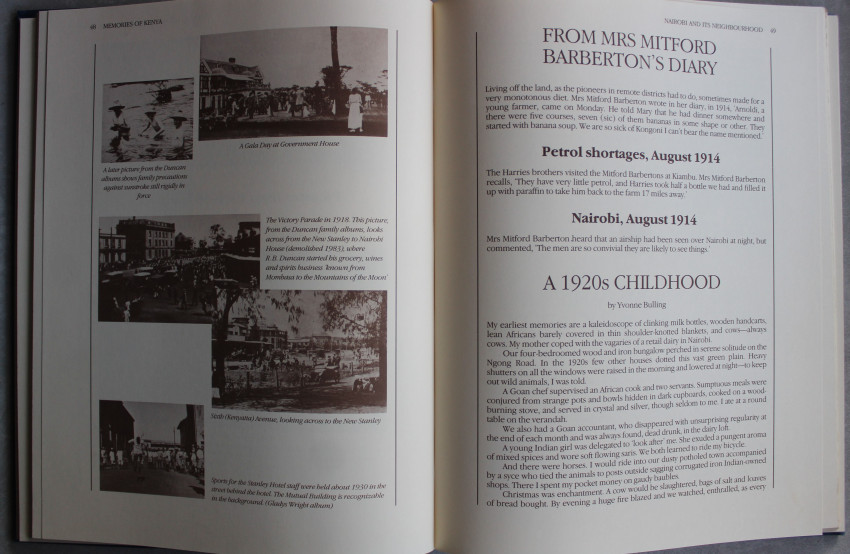 48 MEMORIES OF KENYA
A Gala Day at Government House
A later picture from the Duncan
albums shows family precautions
against sunstroke still rigidly in
force
The Victory Parade in 1918. This picture,
from the Duncan family albums, looks
across from the New Stanley to Nairobi
House (demolished 1983), where
R.B. Duncan started his grocery, wines
and spirits business 'known from
Mombasa to the Mountains of the Moon'
Sixth (Kenyatta) Avenue, looking across to the New Stanley
Sports for the Stanley Hotel staff were held about 1930 in the
street behind the hotel. The Mutual Building is recognizable
in the background. (Gladys Wright album)
NAIROBI AND ITS NEIGHBOURHOOD 49
FROM MRS MITFORD
BARBERTON'S DIARY
Living off the land, as the pioneers in remote districts had to do, sometimes made for a
very monotonous diet. Mrs Mitford Barberton wrote in her diary, in 1914, 'Arnoldi, a
young farmer, came on Monday. He told Mary that he had dinner somewhere and
there were five courses, seven (sic) of them bananas in some shape or other. They
started with banana soup. We are so sick of Kongoni I can't bear the name mentioned.'
Petrol shortages, August 1914
The Harries brothers visited the Mitford Barbertons at Kiambu. Mrs Mitford Barberton
recalls, 'They have very little petrol, and Harries took half a bottle we had and filled it
up with paraffin to take him back to the farm 17 miles away.'
Nairobi, August 1914
Mrs Mitford Barberton heard that an airship had been seen over Nairobi at night, but
commented, 'The men are so convivial they are likely to see things.'
A 1920s CHILDHOOD
by Yvonne Bulling
My earliest memories are a kaleidoscope of clinking milk bottles, wooden handcarts,
lean Africans barely covered in thin shoulder-knotted blankets, and cows—always
cows. My mother coped with the vagaries of a retail dairy in Nairobi.
Our four-bedroomed wood and iron bungalow perched in serene solitude on the
Ngong Road. In the 1920s few other houses dotted this vast green plain. Heavy
shutters on all the windows were raised in the morning and lowered at night—to keep
out wild animals, I was told.
A Goan chef supervised an African cook and two servants. Sumptuous meals were
conjured from strange pots and bowls hidden in dark cupboards, cooked on a wood-
burning stove, and served in crystal and silver, though seldom to me. I ate at a round
table on the verandah.
We also had a Goan accountant, who disappeared with unsurprising regularity at
the end of each month and was always found, dead drunk, in the dairy loft.
A young Indian girl was delegated to 'look after' me. She exuded a pungent aroma
of mixed spices and wore soft flowing saris. We both learned to ride my bicycle.
And there were horses. I would ride into our dusty potholed town accompanied
by a syce who tied the animals to posts outside sagging corrugated iron Indian-owned
shops. There I spent my pocket money on gaudy baubles.
Christmas was enchantment. A cow would be slaughtered, bags of salt and loaves
of bread bought. By evening a huge fire blazed and we watched, enthralled, as every